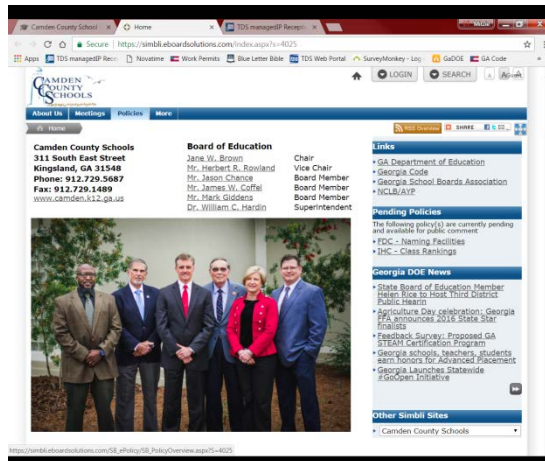 Camden County School
Home
TDS managedIP Recept
Secure https://simbli.eboardsolutions.com/index.aspx?s=4025
Apps
TDS managedIP Rece
Novatime
Work Permits
Blue Letter Bible
TDS Web Portal
SurveyMonkey - Log
GaDOE
GA Code
CAMDEN
COUNTY
SCHOOLS
LOGIN
SEARCH
About Us
Meetings
Policies
More
Home
RSS Overview
SHARE
Camden County Schools
311 South East Street
Kingsland, GA 31548
Phone: 912.729.5687
Fax: 912.729.1489
www.camden.k12.ga.us
Board of Education
Jane W. Brown Chair
Mr. Herbert R. Rowland Vice Chair
Mr. Jason Chance Board Member
Mr. James W. Coffel Board Member
Mr. Mark Giddens Board Member
Dr. William C. Hardin Superintendent
Links
GA Department of Education
Georgia Code
Georgia School Boards Association
NCLB/AYP
Pending Policies
The following policy(s) are currently pending
and available for public comment
FDC - Naming Facilities
IHC - Class Rankings
Georgia DOE News
State Board of Education Member
Helen Rice to Host Third District
Public Hearin
Agriculture Day celebration: Georgia
FFA announces 2016 State Star
finalists
Feedback Survey: Proposed GA
STEAM Certification Program
Georgia schools, teachers, students
earn honors for Advanced Placement
Georgia Launches Statewide
#GoOpen Initiative
Other Simbli Sites
Camden County Schools
https://simbli.eboardsolutions.com/SB_ePolicy/SB_PolicyOverview.aspx?S=4025